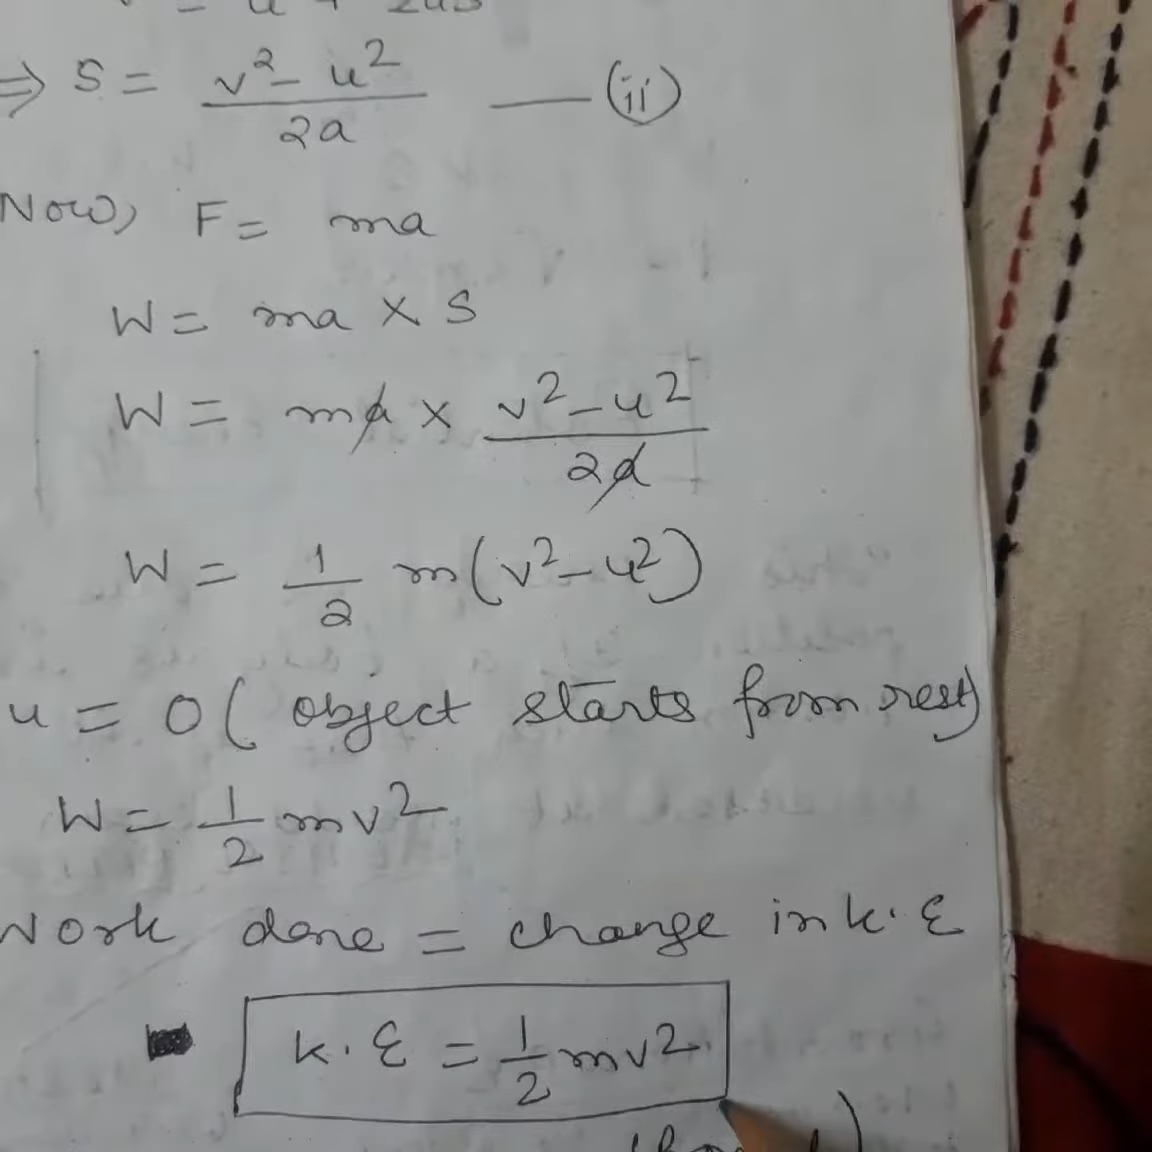 ⇒ S = v² - u² / 2a —— (ii)
Now, F = ma
W = ma × S
W = ma × v² - u² / 2a
W = 1/2 m(v² - u²)
u = 0 (object starts from rest)
W = 1/2 mv²
Work done = change in k.E
k.E = 1/2 mv²